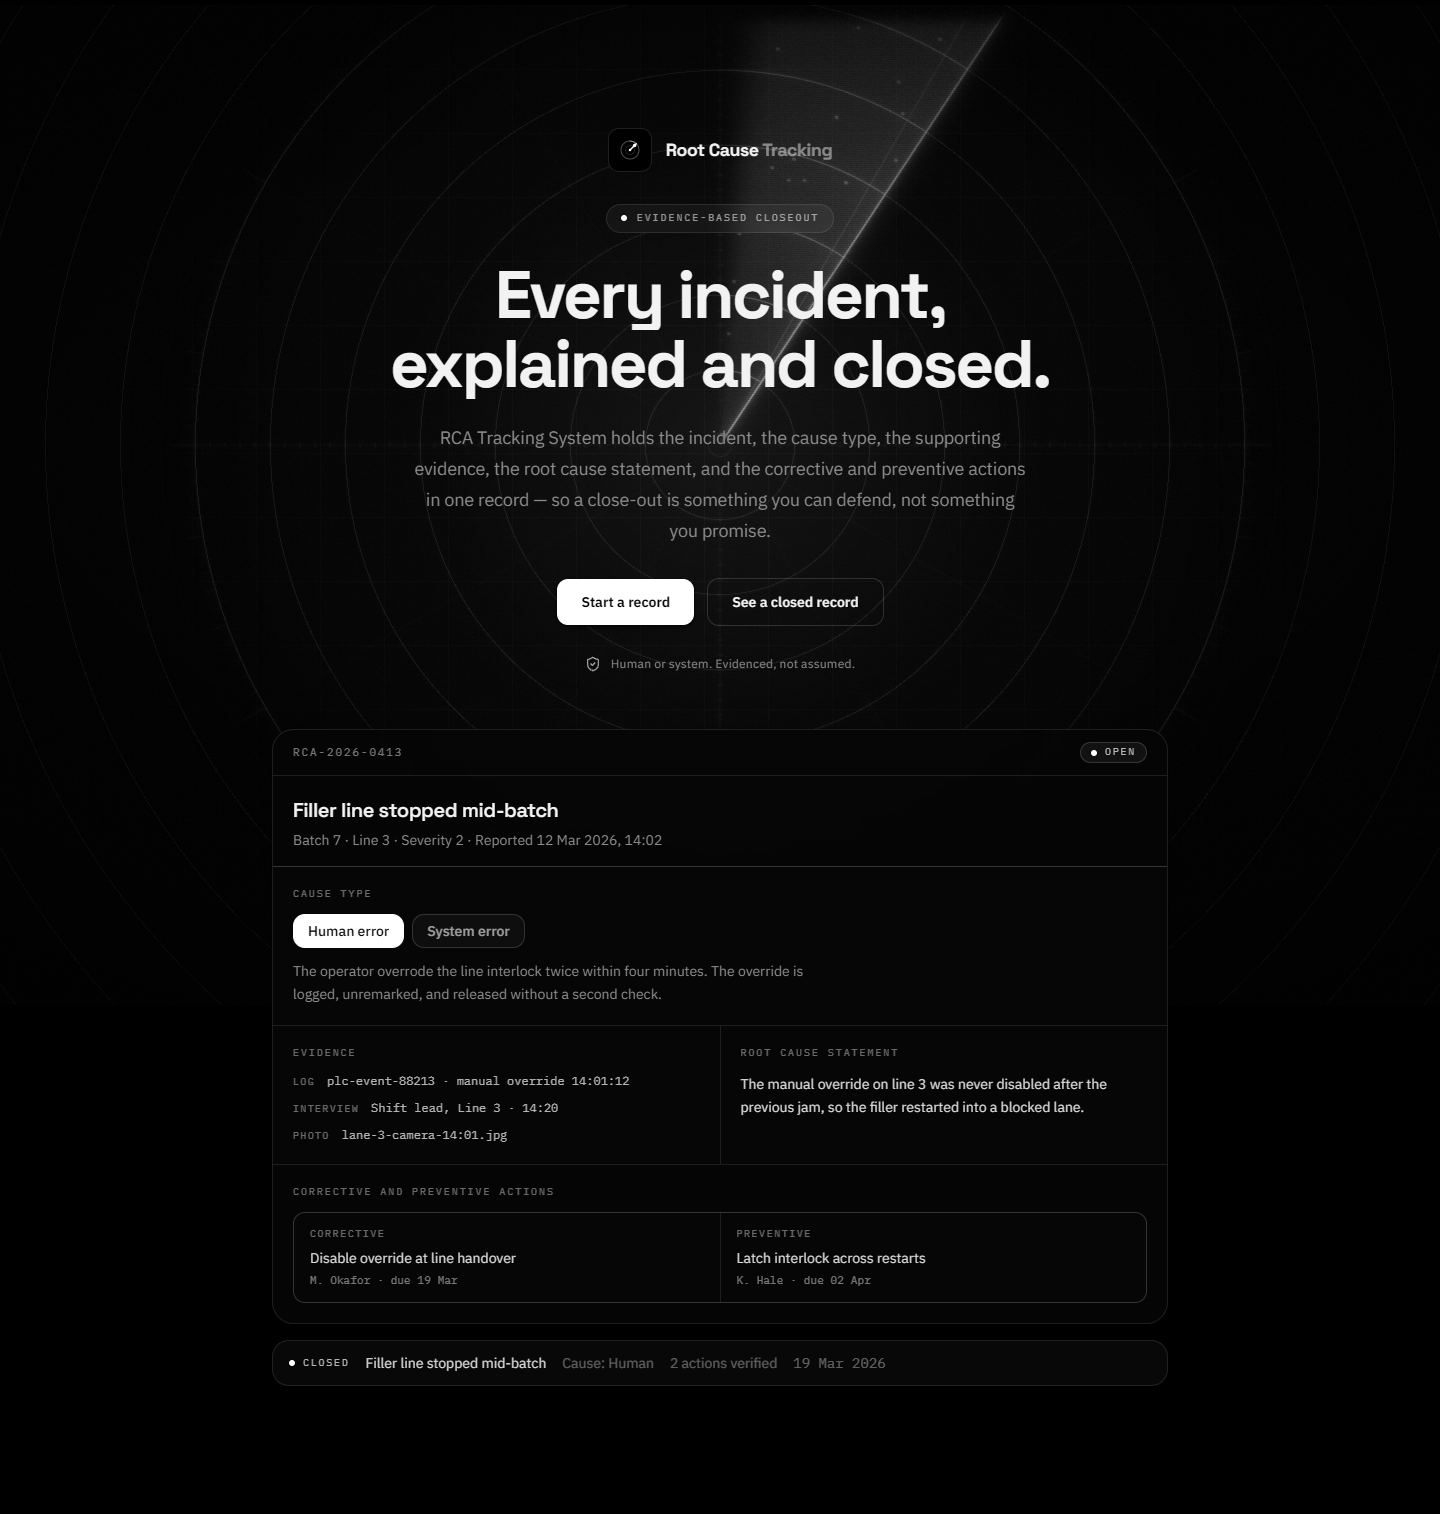 Root Cause Tracking
EVIDENCE-BASED CLOSEOUT
Every incident,
explained and closed.
RCA Tracking System holds the incident, the cause type, the supporting
evidence, the root cause statement, and the corrective and preventive actions
in one record — so a close-out is something you can defend, not something
you promise.
Start a record
See a closed record
Human or system. Evidenced, not assumed.
RCA-2026-0413
OPEN
Filler line stopped mid-batch
Batch 7 · Line 3 · Severity 2 · Reported 12 Mar 2026, 14:02
CAUSE TYPE
Human error
System error
The operator overrode the line interlock twice within four minutes. The override is
logged, unremarked, and released without a second check.
EVIDENCE
LOG plc-event-88213 · manual override 14:01:12
INTERVIEW Shift lead, Line 3 · 14:20
PHOTO lane-3-camera-14:01.jpg
ROOT CAUSE STATEMENT
The manual override on line 3 was never disabled after the
previous jam, so the filler restarted into a blocked lane.
CORRECTIVE AND PREVENTIVE ACTIONS
CORRECTIVE
Disable override at line handover
M. Okafor · due 19 Mar
PREVENTIVE
Latch interlock across restarts
K. Hale · due 02 Apr
CLOSED Filler line stopped mid-batch Cause: Human 2 actions verified 19 Mar 2026